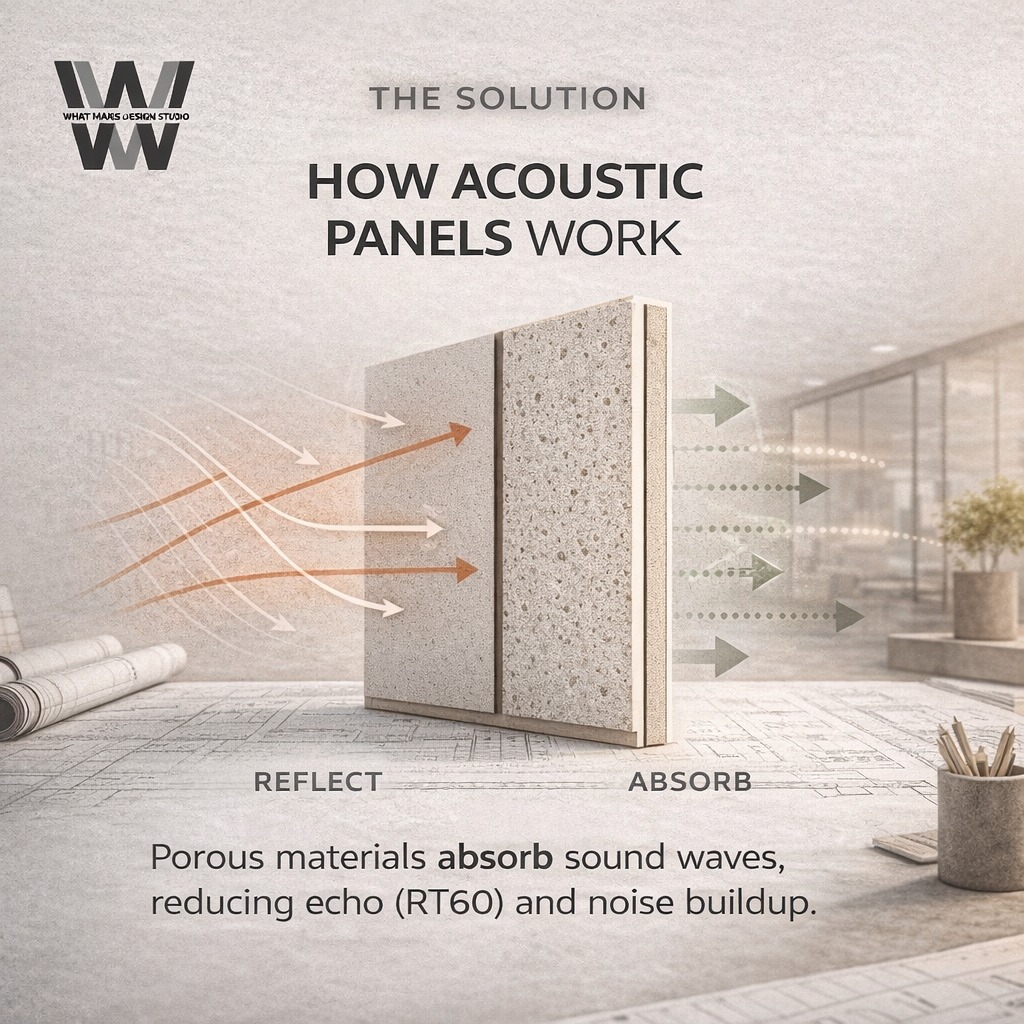 WHAT MAKS DESIGN STUDIO
THE SOLUTION
HOW ACOUSTIC
PANELS WORK
REFLECT
ABSORB
Porous materials absorb sound waves,
reducing echo (RT60) and noise buildup.